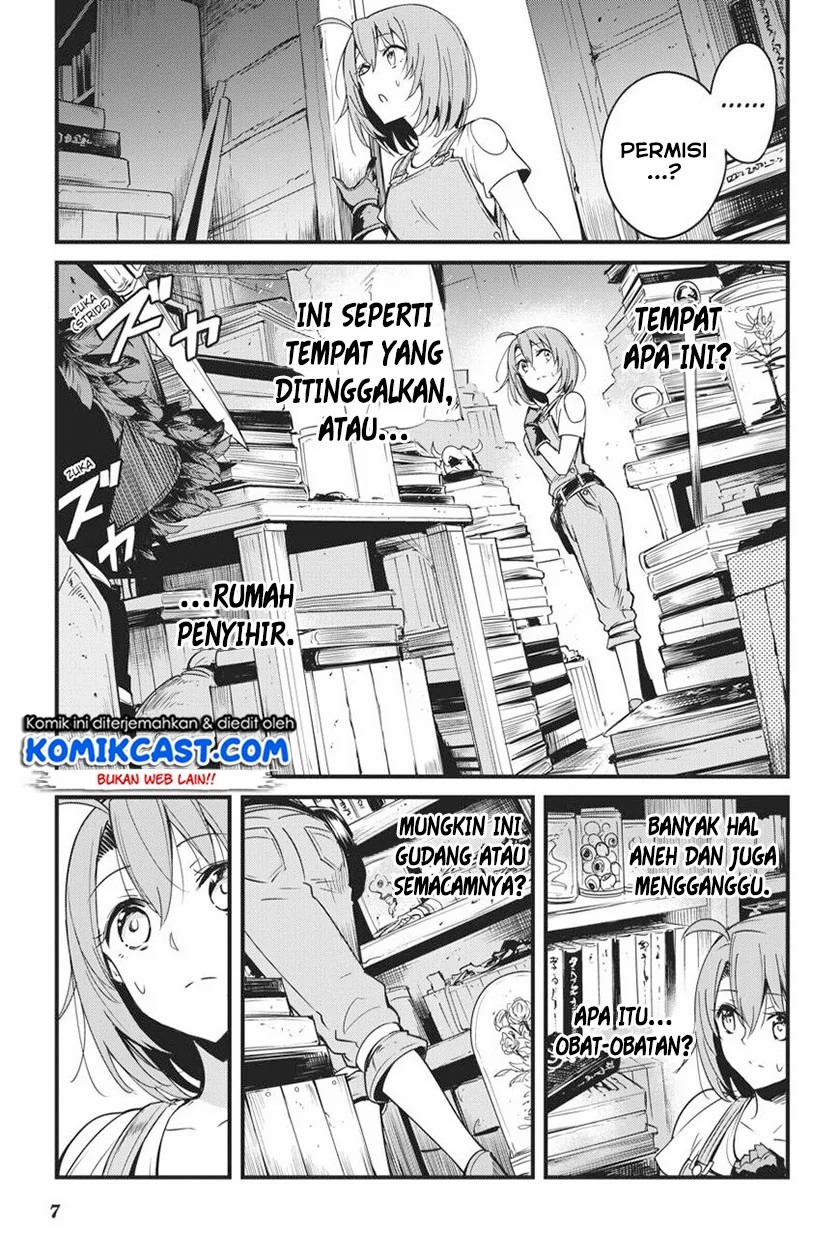 ......
PERMISI
...?
TEMPAT
APA INI?
INI SEPERTI
TEMPAT YANG
DITINGGALKAN,
ATAU...
ZUKA
(STRIDE)
ズカ
ZUKA
ズカ
...RUMAH
PENYIHIR.
Komik ini diterjemahkan & diedit oleh
KOMIKCAST.COM
BUKAN WEB LAIN!!
BANYAK HAL
ANEH DAN JUGA
MENGGANGGU.
APA ITU...
OBAT-OBATAN?
MUNGKIN INI
GUDANG ATAU
SEMACAMNYA?
7